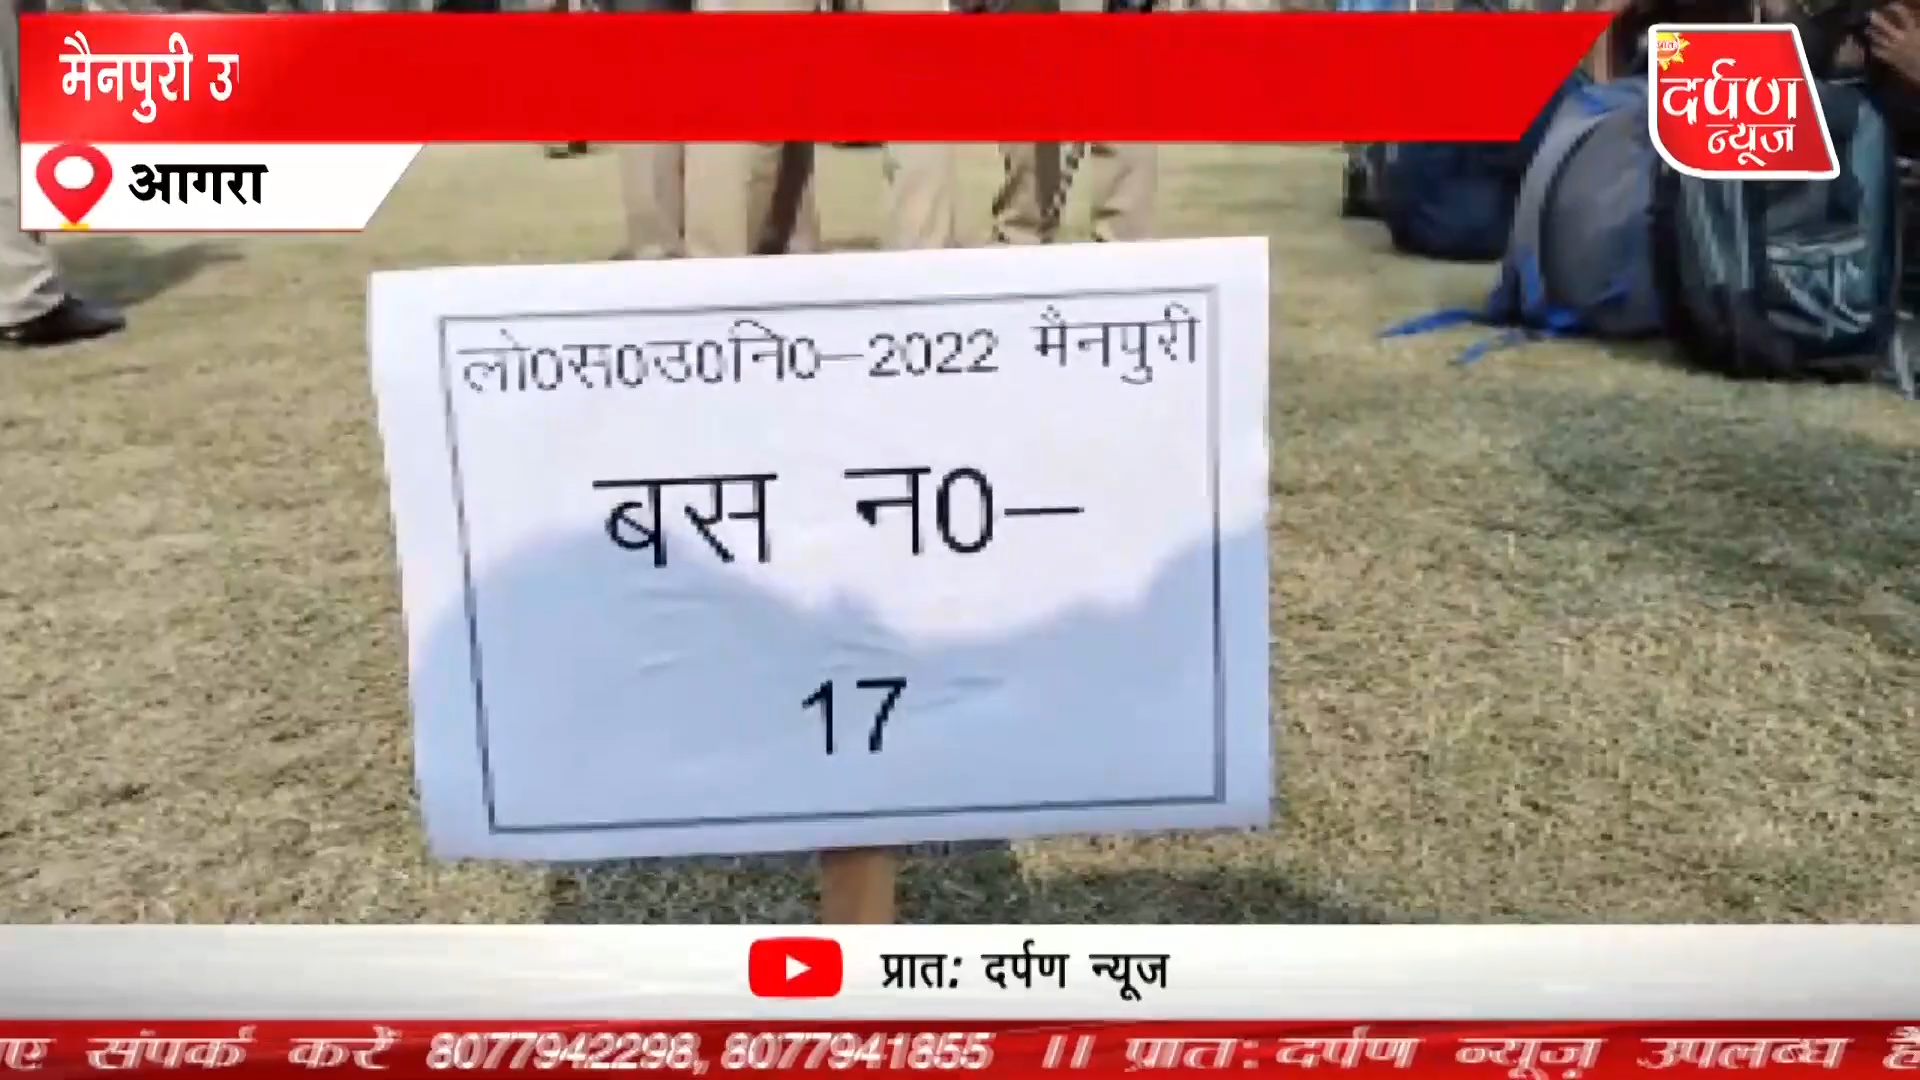 मैनपुरी उ
प्रातः
दर्पण
न्यूज
आगरा
लो0स0उ0नि0–2022 मैनपुरी
बस न0–
17
प्रात: दर्पण न्यूज
संपर्क करें 8077942298, 8077941855 ।। प्रात: दर्पण न्यूज़ उपलब्ध है